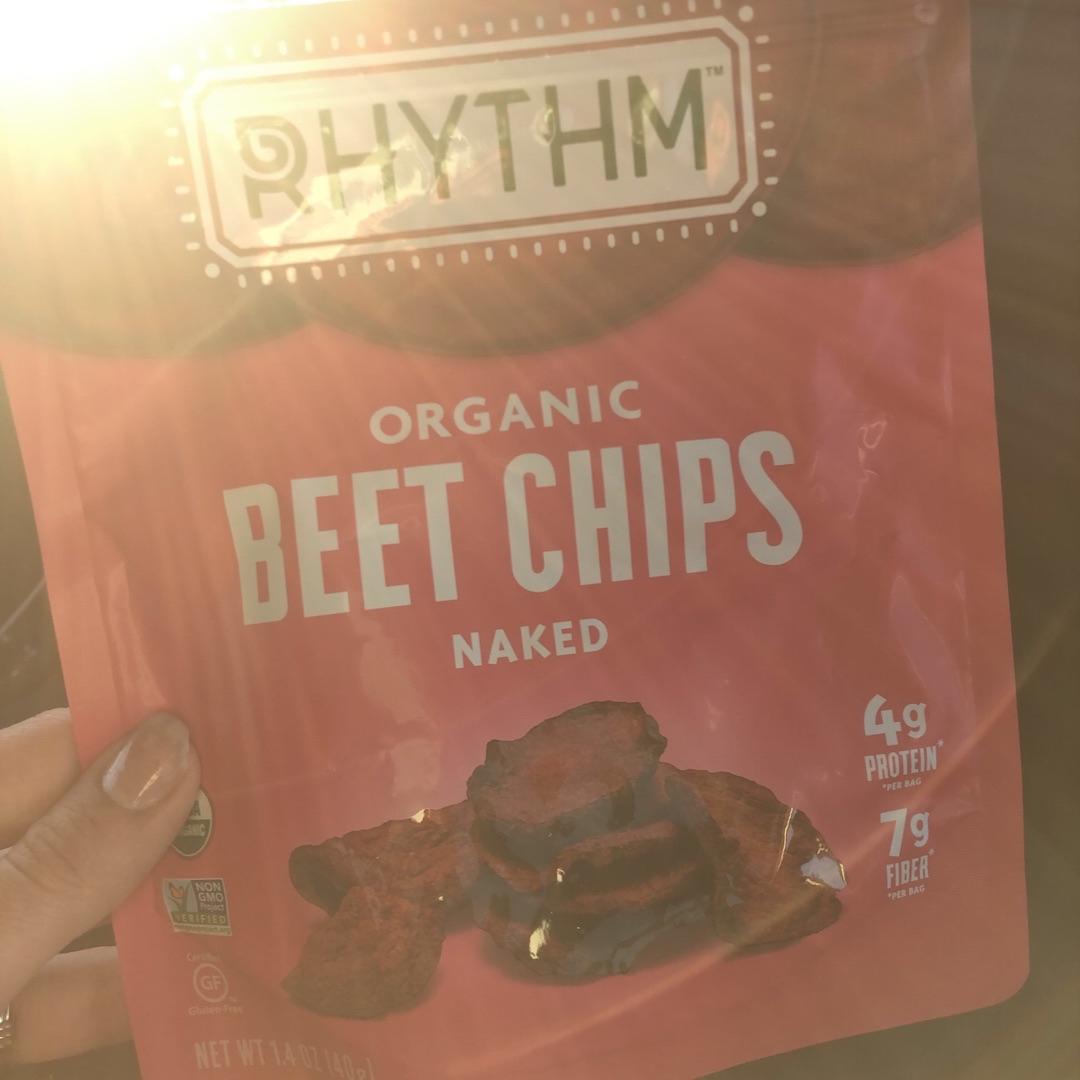 RHYTHM™
ORGANIC
BEET CHIPS
NAKED
4g
PROTEIN*
*PER BAG
7g
FIBER*
*PER BAG
NON
GMO
Project
VERIFIED
Certified
GF
Gluten-Free
NET WT 1.4 OZ (40g)